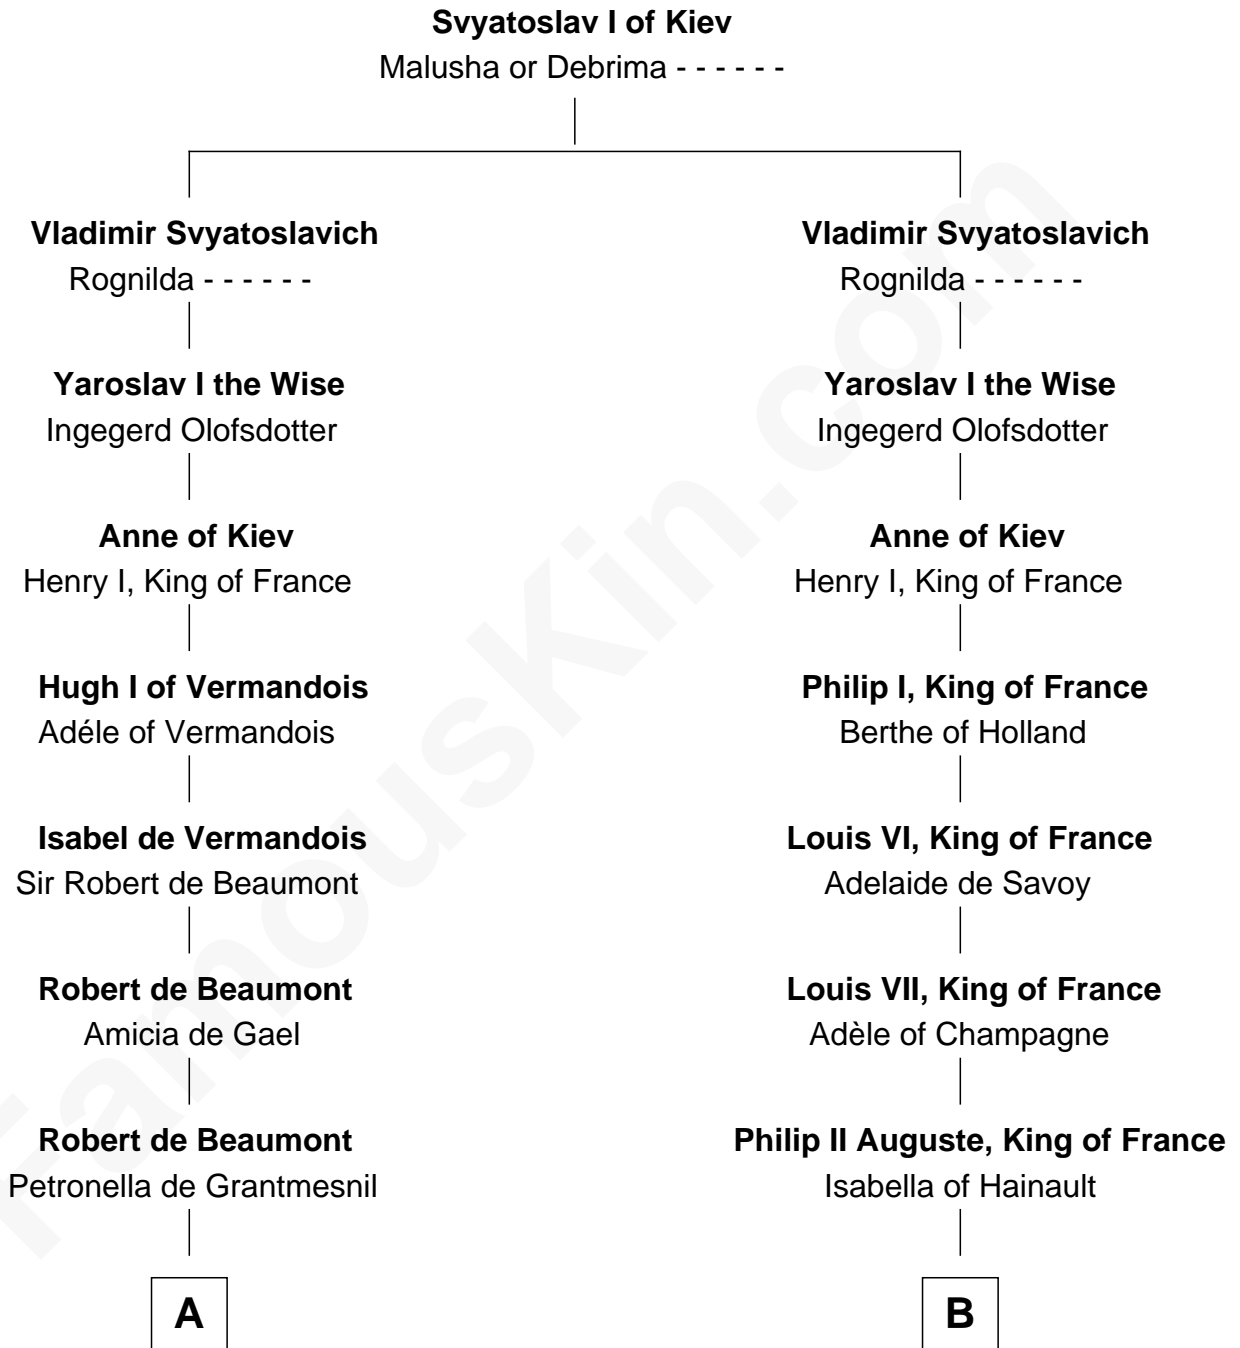 Svyatoslav I of Kiev
Malusha or Debrima - - - - - -
Vladimir Svyatoslavich
Rognilda - - - - - -
Yaroslav I the Wise
Ingegerd Olofsdotter
Anne of Kiev
Henry I, King of France
Hugh I of Vermandois
Adéle of Vermandois
Isabel de Vermandois
Sir Robert de Beaumont
Robert de Beaumont
Amicia de Gael
Robert de Beaumont
Petronella de Grantmesnil
A
Vladimir Svyatoslavich
Rognilda - - - - - -
Yaroslav I the Wise
Ingegerd Olofsdotter
Anne of Kiev
Henry I, King of France
Philip I, King of France
Berthe of Holland
Louis VI, King of France
Adelaide de Savoy
Louis VII, King of France
Adèle of Champagne
Philip II Auguste, King of France
Isabella of Hainault
B
FamousKin.com